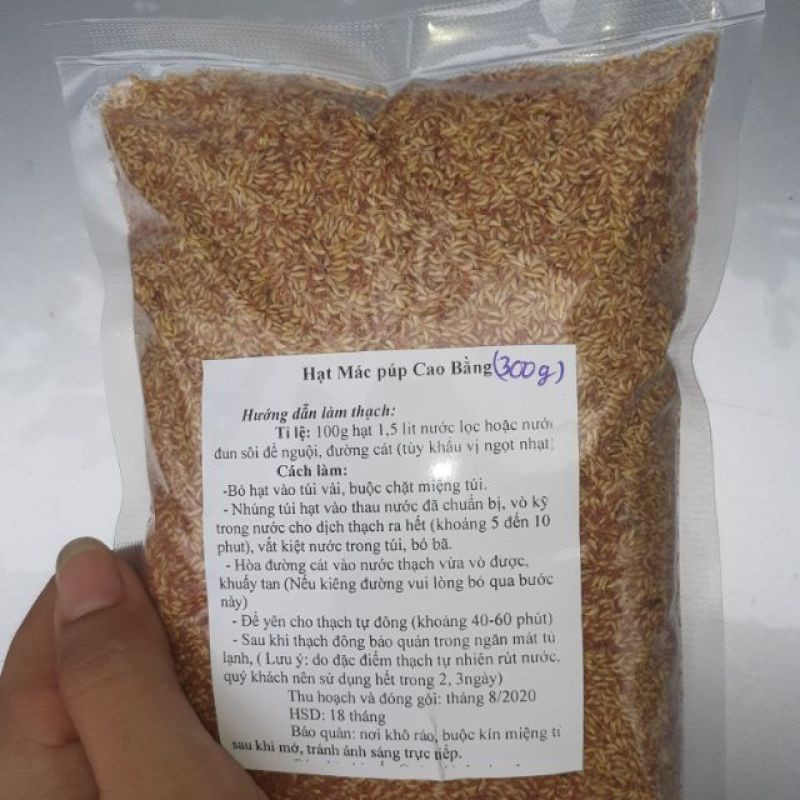 Hạt Mác púp Cao Bằng (300g)
Hướng dẫn làm thạch:
Tỉ lệ: 100g hạt 1,5 lit nước lọc hoặc nước
đun sôi để nguội, đường cát (tùy khẩu vị ngọt nhạt)
Cách làm:
-Bỏ hạt vào túi vải, buộc chặt miệng túi.
- Nhúng túi hạt vào thau nước đã chuẩn bị, vò kỹ
trong nước cho dịch thạch ra hết (khoảng 5 đến 10
phut), vắt kiệt nước trong túi, bỏ bã.
- Hòa đường cát vào nước thạch vừa vò được,
khuấy tan (Nếu kiêng đường vui lòng bỏ qua bước
này)
- Để yên cho thạch tự đông (khoảng 40-60 phút)
- Sau khi thạch đông bảo quản trong ngăn mát tủ
lạnh, ( Lưu ý: do đặc điểm thạch tự nhiên rút nước,
quý khách nên sử dụng hết trong 2, 3ngày)
Thu hoạch và đóng gói: tháng 8/2020
HSD: 18 tháng
Bảo quản: nơi khô ráo, buộc kín miệng
sau khi mở, tránh ánh sáng trực tiếp.